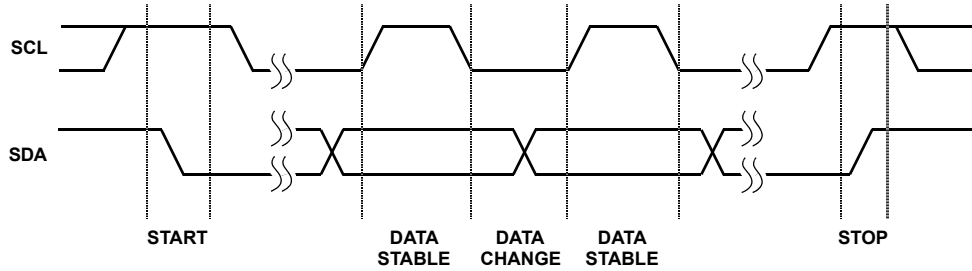 SCL
SDA
START
DATA
STABLE
DATA
CHANGE
DATA
STABLE
STOP